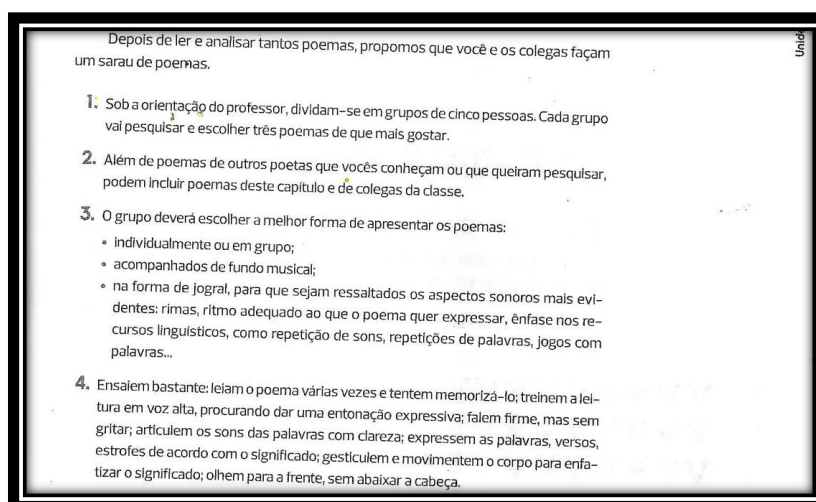 Depois de ler e analisar tantos poemas, propomos que você e os colegas façam
um sarau de poemas.
1. Sob a orientação do professor, dividam-se em grupos de cinco pessoas. Cada grupo
vai pesquisar e escolher três poemas de que mais gostar.
2. Além de poemas de outros poetas que vocês conheçam ou que queiram pesquisar,
podem incluir poemas deste capítulo e de colegas da classe.
3. O grupo deverá escolher a melhor forma de apresentar os poemas:
• individualmente ou em grupo;
• acompanhados de fundo musical;
• na forma de jogral, para que sejam ressaltados os aspectos sonoros mais evi-
dentes: rimas, ritmo adequado ao que o poema quer expressar, ênfase nos re-
cursos linguísticos, como repetição de sons, repetições de palavras, jogos com
palavras...
4. Ensaiem bastante: leiam o poema várias vezes e tentem memorizá-lo; treinem a lei-
tura em voz alta, procurando dar uma entonação expressiva; falem firme, mas sem
gritar; articulem os sons das palavras com clareza; expressem as palavras, versos,
estrofes de acordo com o significado; gesticulem e movimentem o corpo para enfa-
tizar o significado; olhem para a frente, sem abaixar a cabeça.
Unid